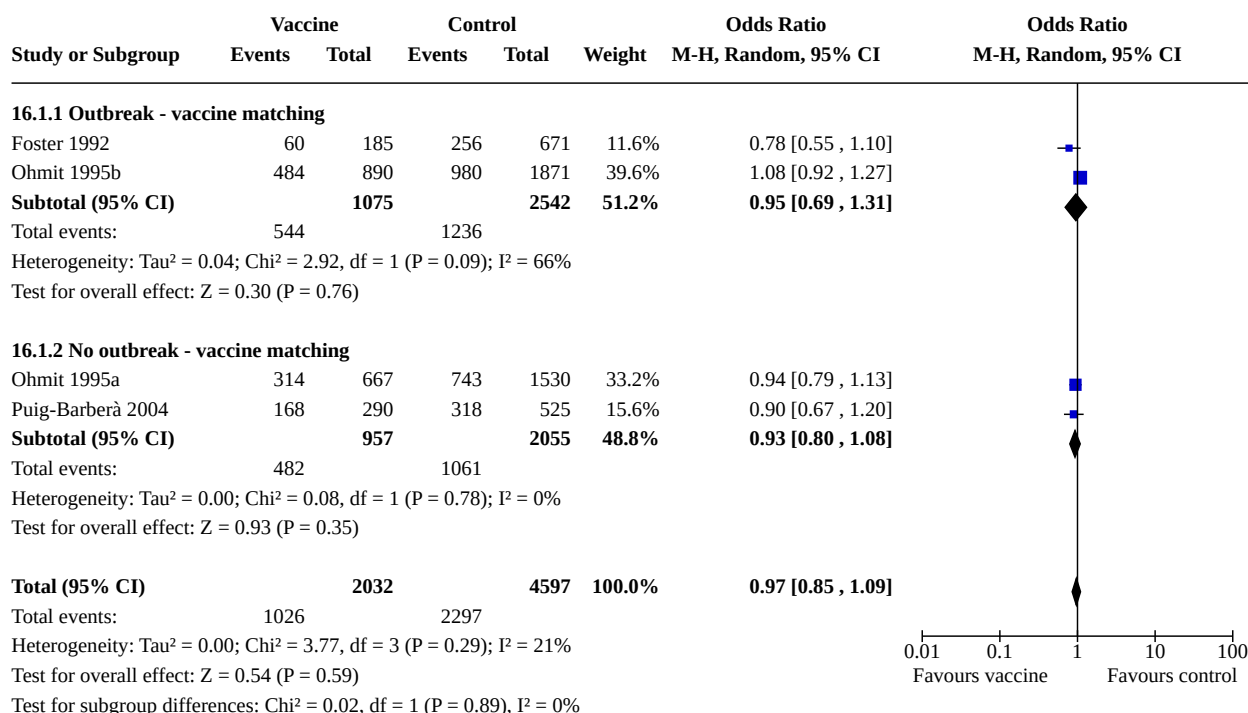 Vaccine Control Odds Ratio Odds Ratio
Study or Subgroup Events Total Events Total Weight M-H, Random, 95% CI M-H, Random, 95% CI
16.1.1 Outbreak - vaccine matching
Foster 1992 60 185 256 671 11.6% 0.78 [0.55 , 1.10]
Ohmit 1995b 484 890 980 1871 39.6% 1.08 [0.92 , 1.27]
Subtotal (95% CI) 1075 2542 51.2% 0.95 [0.69 , 1.31]
Total events: 544 1236
Heterogeneity: Tau² = 0.04; Chi² = 2.92, df = 1 (P = 0.09); I² = 66%
Test for overall effect: Z = 0.30 (P = 0.76)
16.1.2 No outbreak - vaccine matching
Ohmit 1995a 314 667 743 1530 33.2% 0.94 [0.79 , 1.13]
Puig-Barberà 2004 168 290 318 525 15.6% 0.90 [0.67 , 1.20]
Subtotal (95% CI) 957 2055 48.8% 0.93 [0.80 , 1.08]
Total events: 482 1061
Heterogeneity: Tau² = 0.00; Chi² = 0.08, df = 1 (P = 0.78); I² = 0%
Test for overall effect: Z = 0.93 (P = 0.35)
Total (95% CI) 2032 4597 100.0% 0.97 [0.85 , 1.09]
Total events: 1026 2297
Heterogeneity: Tau² = 0.00; Chi² = 3.77, df = 3 (P = 0.29); I² = 21%
0.01 0.1 1 10 100
Test for overall effect: Z = 0.54 (P = 0.59) Favours vaccine Favours control
Test for subgroup differences: Chi² = 0.02, df = 1 (P = 0.89), I² = 0%